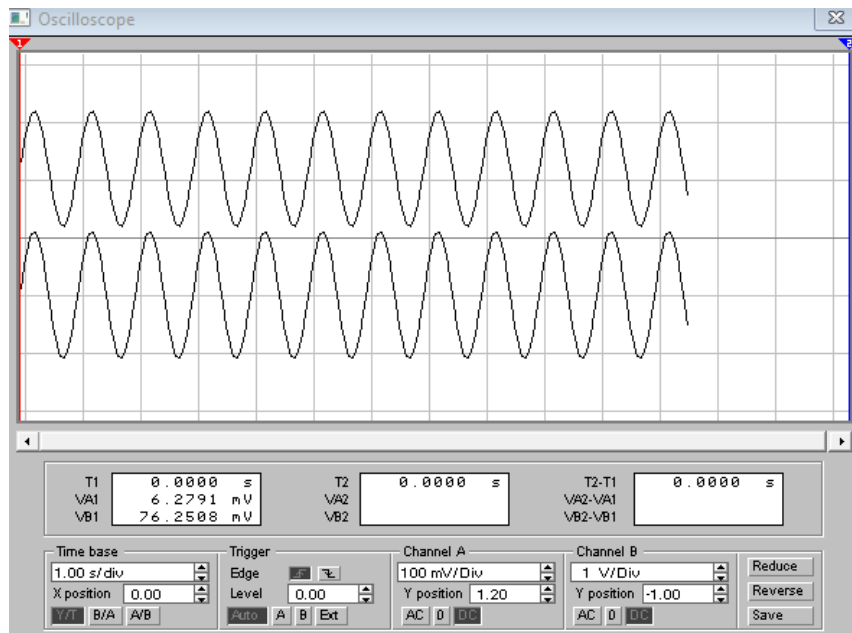 Oscilloscope
1
2
T1 0.0000 s
VA1 6.2791 mV
VB1 76.2508 mV
T2 0.0000 s
VA2
VB2
T2-T1 0.0000 s
VA2-VA1
VB2-VB1
Time base
1.00 s/div
X position 0.00
Y/T B/A A/B
Trigger
Edge
Level 0.00
Auto A B Ext
Channel A
100 mV/Div
Y position 1.20
AC 0 DC
Channel B
1 V/Div
Y position -1.00
AC 0 DC
Reduce
Reverse
Save